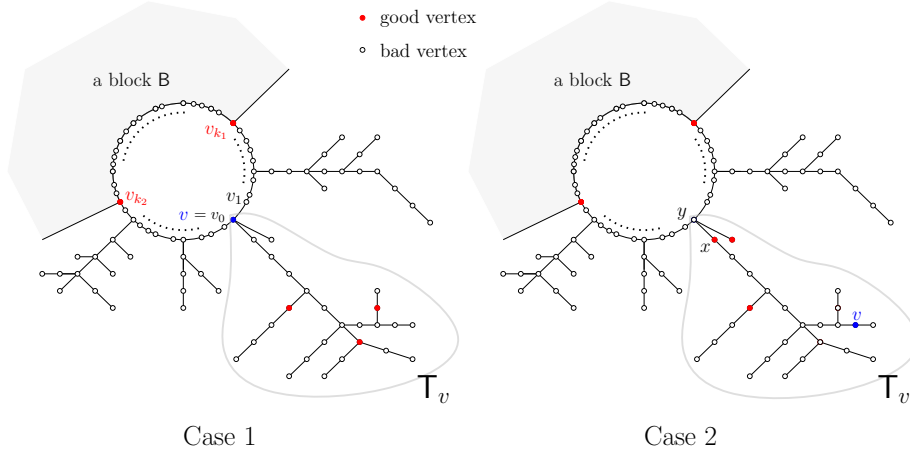 good vertex
bad vertex
a block B
a block B
v_{k_1}
v_{k_2}
v_1
v = v_0
T_v
y
x
v
T_v
Case 1
Case 2